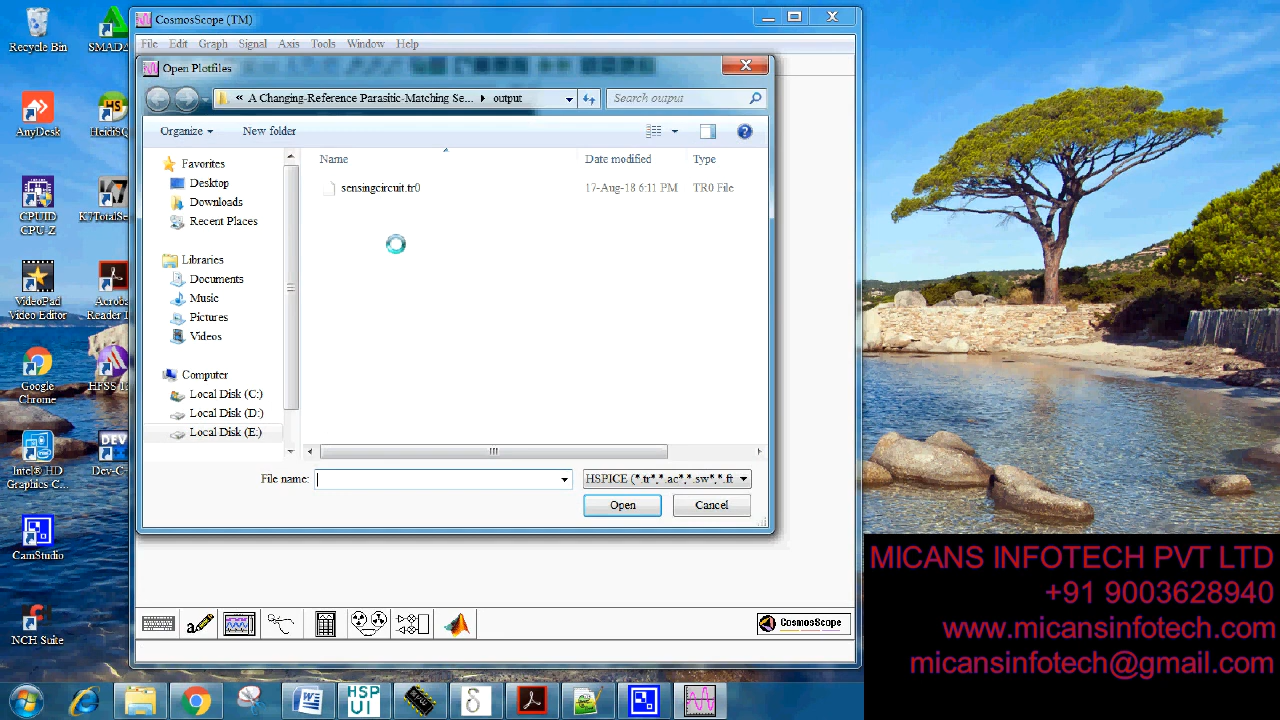 Recycle Bin
SMADA
AnyDesk
HeidiSQ
CPUID
CPU-Z
K7TotalSe
VideoPad
Video Editor
Acroba
Reader
Google
Chrome
HFSS
Intel® HD
Graphics C...
Dev-C
DEV
CamStudio
NCH Suite
CosmosScope (TM)
File Edit Graph Signal Axis Tools Window Help
Open Plotfiles
« A Changing-Reference Parasitic-Matching Se... output
Search output
Organize New folder
Favorites
Desktop
Downloads
Recent Places
Libraries
Documents
Music
Pictures
Videos
Computer
Local Disk (C:)
Local Disk (D:)
Local Disk (E:)
Name Date modified Type
sensingcircuit.tr0 17-Aug-18 6:11 PM TR0 File
File name:
HSPICE (*.tr*,*.ac*,*.sw*,*.ft
Open Cancel
CosmosScope
HSP
UI
MICANS INFOTECH PVT LTD
+91 9003628940
www.micansinfotech.com
micansinfotech@gmail.com